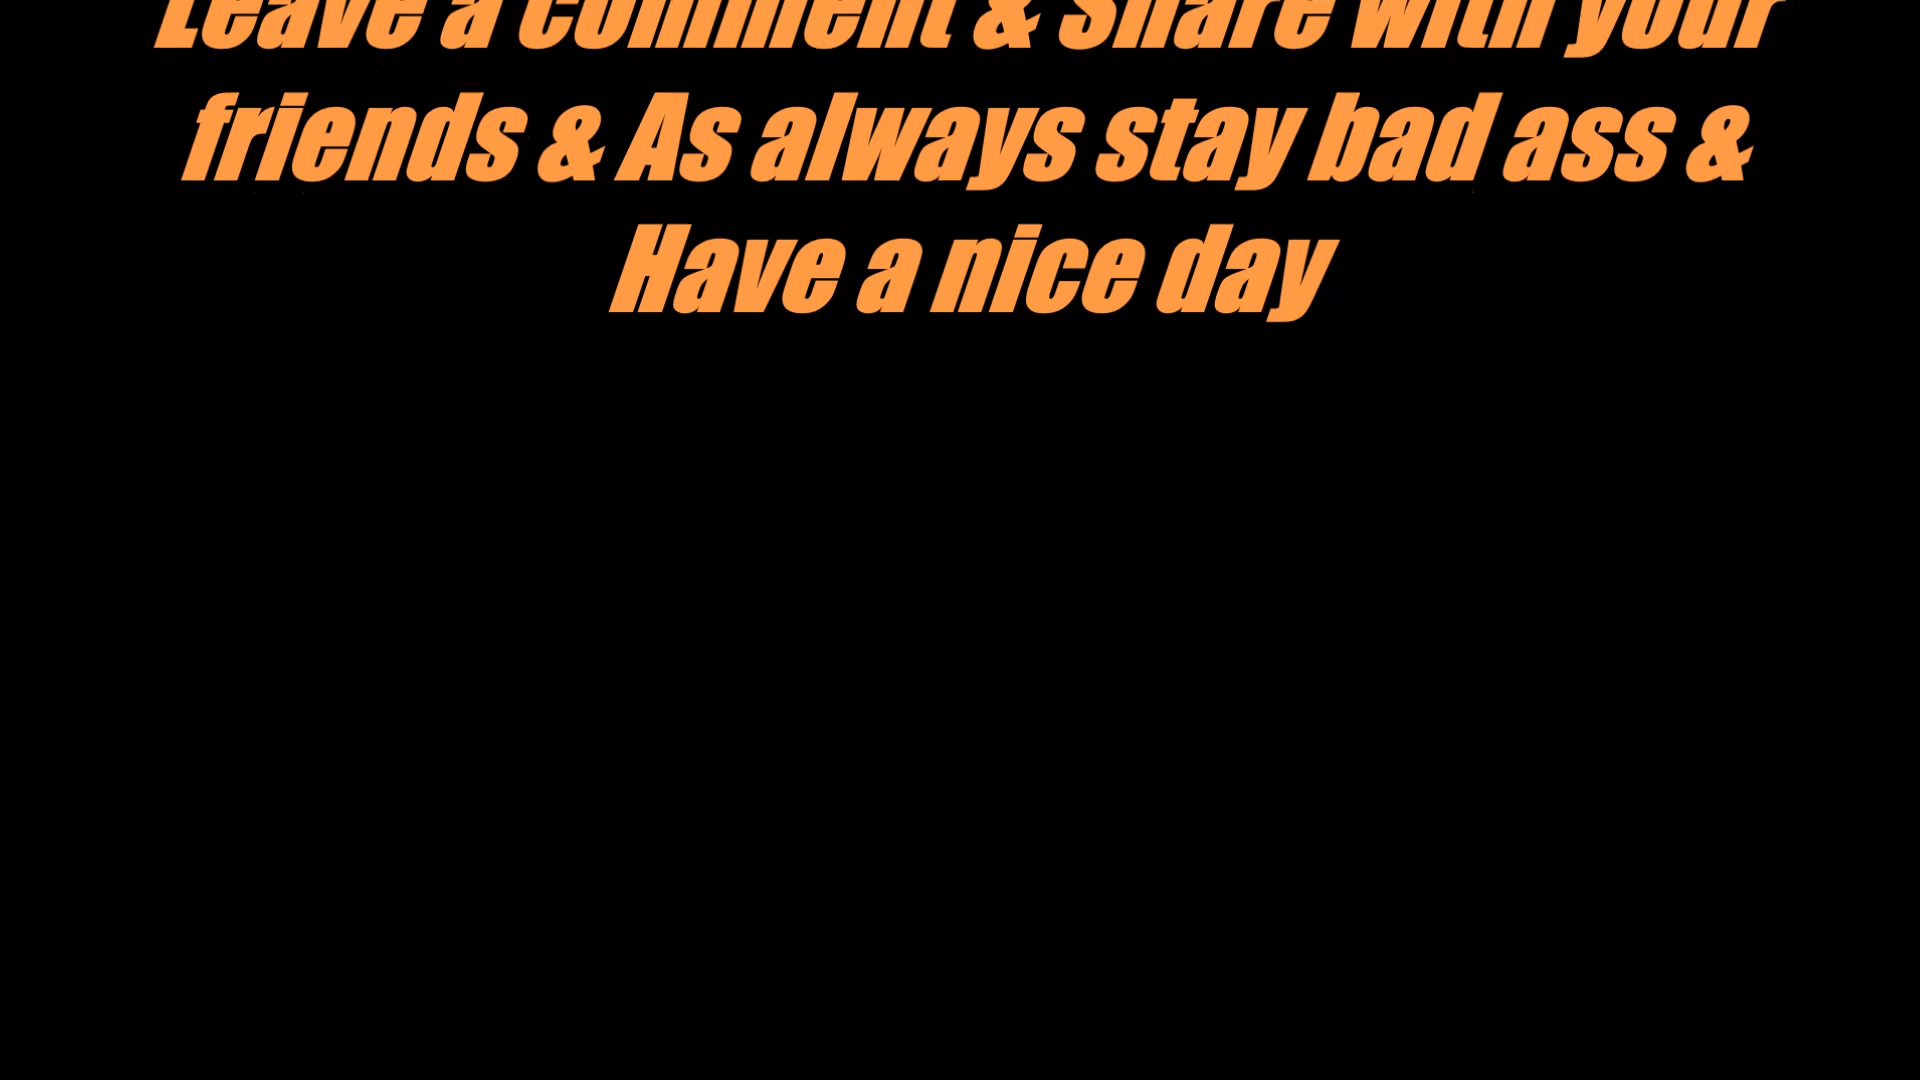 Leave a comment & Share with your
friends & As always stay bad ass &
Have a nice day